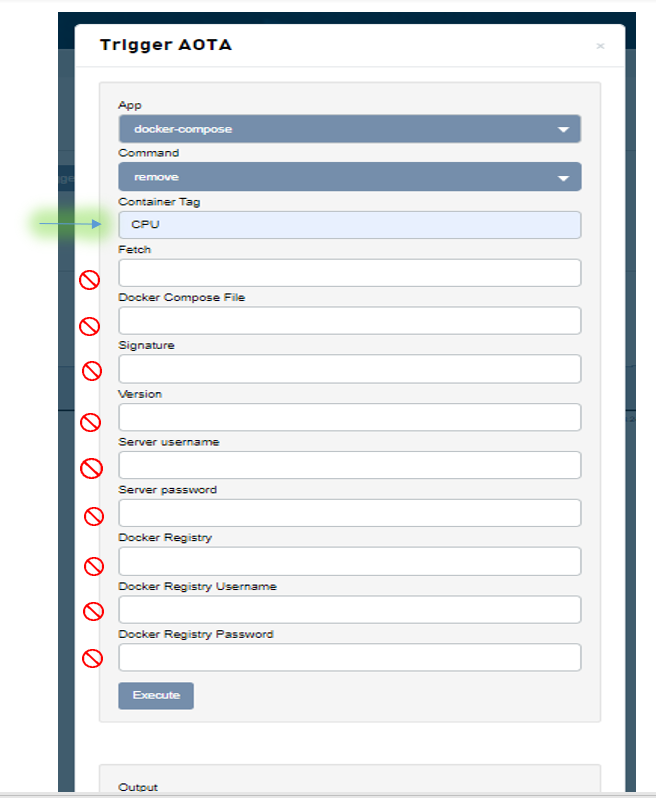 Trigger AOTA
×
App
docker-compose
Command
remove
Container Tag
CPU
Fetch
Docker Compose File
Signature
Version
Server username
Server password
Docker Registry
Docker Registry Username
Docker Registry Password
Execute
Output